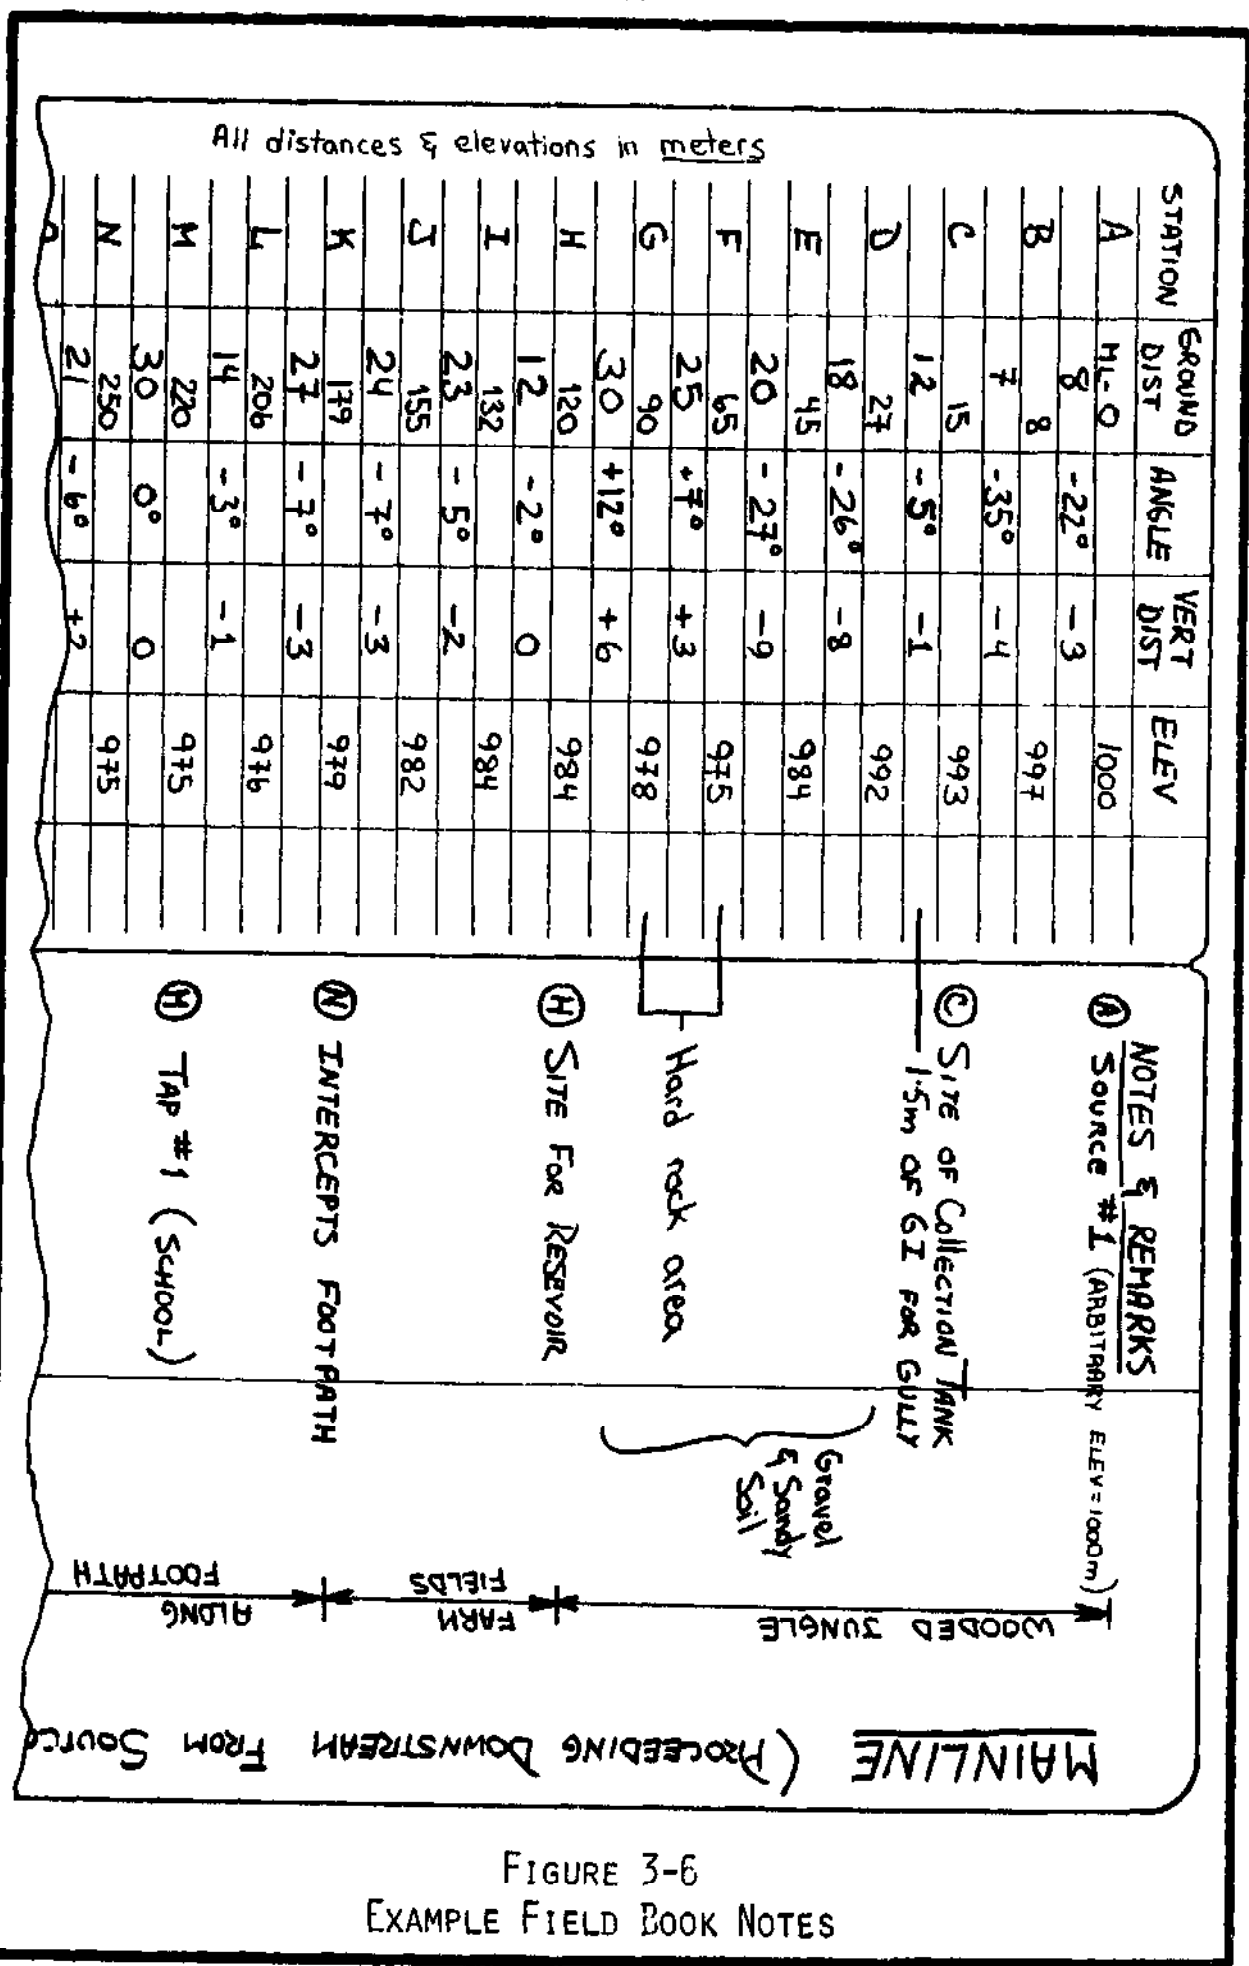 All distances & elevations in meters
STATION GROUND DIST ANGLE VERT DIST ELEV
A ML-0 1000
8 -22° -3
B 8 997
7 -35° -4
C 15 993
12 -5° -1
D 27 992
18 -26° -8
E 45 984
20 -27° -9
F 65 975
25 +7° +3
G 90 978
30 +12° +6
H 120 984
12 -2° 0
I 132 984
23 -5° -2
J 155 982
24 -7° -3
K 179 979
27 -7° -3
L 206 976
14 -3° -1
M 220 975
30 0° 0
N 250 975
21 -6° +2
NOTES & REMARKS
A SOURCE #1 (ARBITRARY ELEV=1000m)
C SITE OF COLLECTION TANK
1.5m OF GI FOR GULLY
Hard rock area
H SITE FOR RESEVOIR
N INTERCEPTS FOOTPATH
M TAP #1 (SCHOOL)
Gravel
& Sandy
Soil
WOODED JUNGLE
FARM
FIELDS
ALONG
FOOTPATH
MAINLINE (PROCEEDING DOWNSTREAM FROM SOURCE
FIGURE 3-6
EXAMPLE FIELD BOOK NOTES